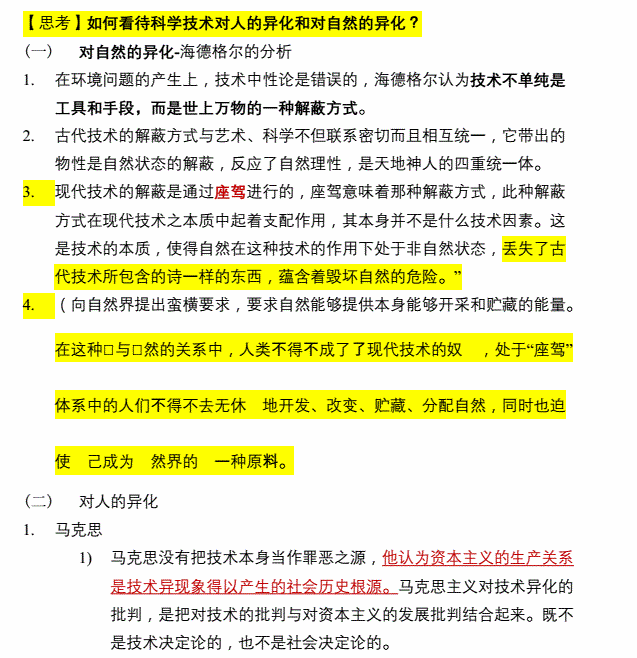 【思考】如何看待科学技术对人的异化和对自然的异化？
（一） 对自然的异化-海德格尔的分析
1. 在环境问题的产生上，技术中性论是错误的，海德格尔认为技术不单纯是
工具和手段，而是世上万物的一种解蔽方式。
2. 古代技术的解蔽方式与艺术、科学不但联系密切而且相互统一，它带出的
物性是自然状态的解蔽，反应了自然理性，是天地神人的四重统一体。
3. 现代技术的解蔽是通过座驾进行的，座驾意味着那种解蔽方式，此种解蔽
方式在现代技术之本质中起着支配作用，其本身并不是什么技术因素。这
是技术的本质，使得自然在这种技术的作用下处于非自然状态，丢失了古
代技术所包含的诗一样的东西，蕴含着毁坏自然的危险。”
4. （向自然界提出蛮横要求，要求自然能够提供本身能够开采和贮藏的能量。
在这种□与□然的关系中，人类不得不成了了现代技术的奴 ，处于“座驾”
体系中的人们不得不去无休 地开发、改变、贮藏、分配自然，同时也迫
使 己成为 然界的 一种原料。
（二） 对人的异化
1. 马克思
1) 马克思没有把技术本身当作罪恶之源，他认为资本主义的生产关系
是技术异现象得以产生的社会历史根源。马克思主义对技术异化的
批判，是把对技术的批判与对资本主义的发展批判结合起来。既不
是技术决定论的，也不是社会决定论的。